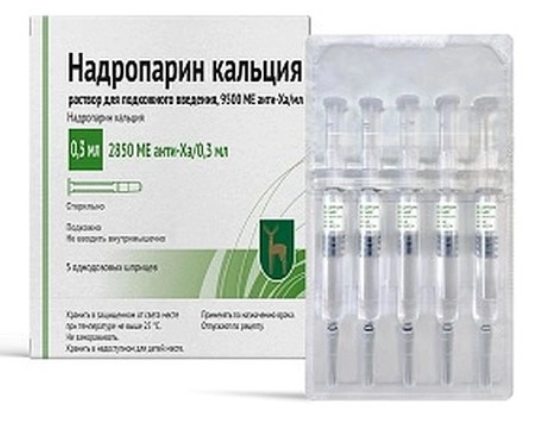 Надропарин кальция
раствор для подкожного введения, 9500 МЕ анти-Ха/мл
Надропарин кальция
0,3 мл 2850 МЕ анти-Ха/0,3 мл
Стерильно
Подкожно
Не вводить внутримышечно
5 однодозовых шприцев
Хранить в защищенном от света месте
при температуре не выше 25 °С.
Не замораживать.
Хранить в недоступном для детей месте.
Применять по назначению врача.
Отпускают по рецепту.